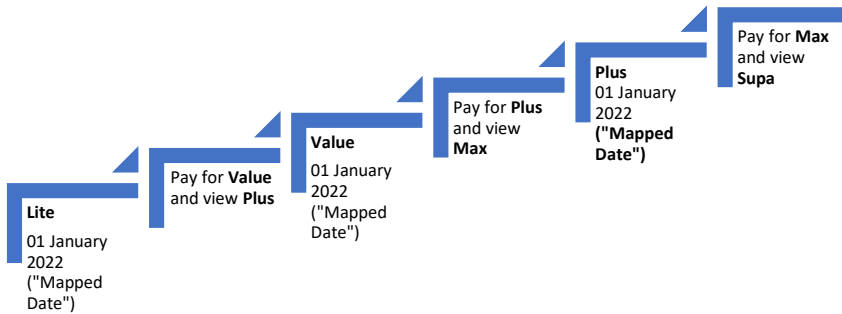 Lite
01 January
2022
("Mapped
Date")
Pay for Value
and view Plus
Value
01 January
2022
("Mapped
Date")
Pay for Plus
and view
Max
Plus
01 January
2022
("Mapped
Date")
Pay for Max
and view
Supa